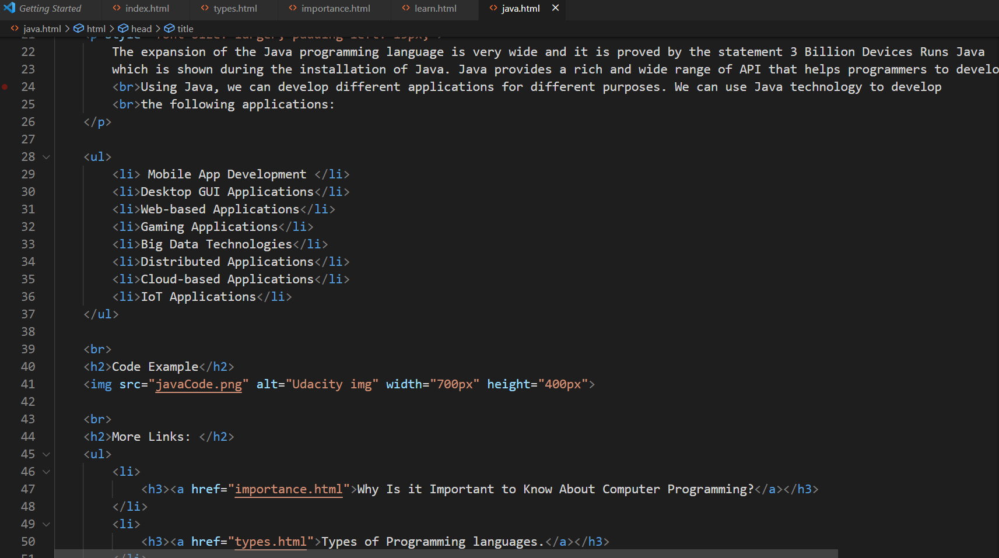 Getting Started index.html types.html importance.html learn.html java.html
java.html html head title
22 The expansion of the Java programming language is very wide and it is proved by the statement 3 Billion Devices Runs Java
23 which is shown during the installation of Java. Java provides a rich and wide range of API that helps programmers to develo
24 <br>Using Java, we can develop different applications for different purposes. We can use Java technology to develop
25 <br>the following applications:
26 </p>
27
28 <ul>
29 <li> Mobile App Development </li>
30 <li>Desktop GUI Applications</li>
31 <li>Web-based Applications</li>
32 <li>Gaming Applications</li>
33 <li>Big Data Technologies</li>
34 <li>Distributed Applications</li>
35 <li>Cloud-based Applications</li>
36 <li>IoT Applications</li>
37 </ul>
38
39 <br>
40 <h2>Code Example</h2>
41 <img src="javaCode.png" alt="Udacity img" width="700px" height="400px">
42
43 <br>
44 <h2>More Links: </h2>
45 <ul>
46 <li>
47 <h3><a href="importance.html">Why Is it Important to Know About Computer Programming?</a></h3>
48 </li>
49 <li>
50 <h3><a href="types.html">Types of Programming languages.</a></h3>